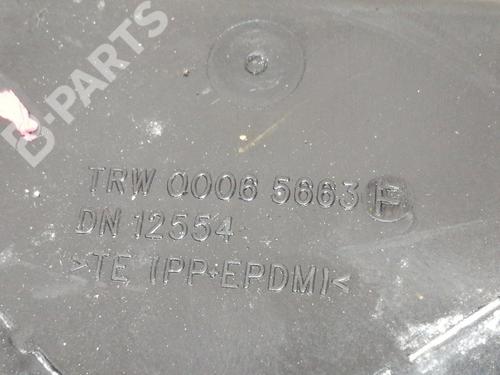 B-PARTS
TRW 0006 5663
DN 12554
>TE (PP+EPDM)<